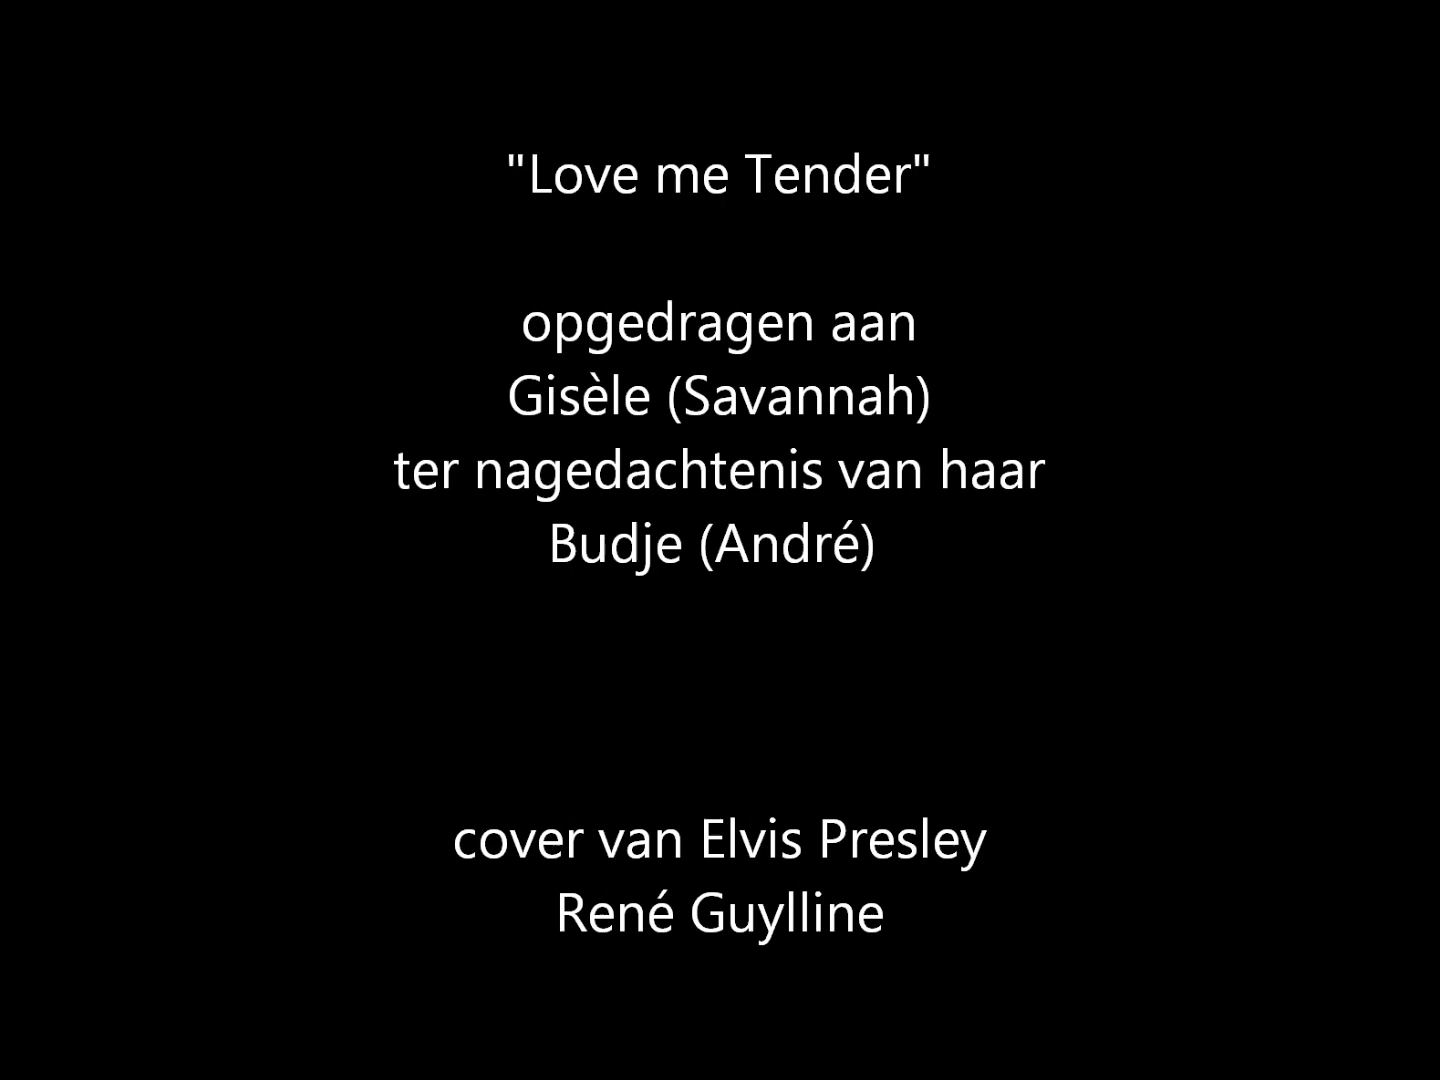 "Love me Tender"
opgedragen aan
Gisèle (Savannah)
ter nagedachtenis van haar
Budje (André)
cover van Elvis Presley
René Guylline